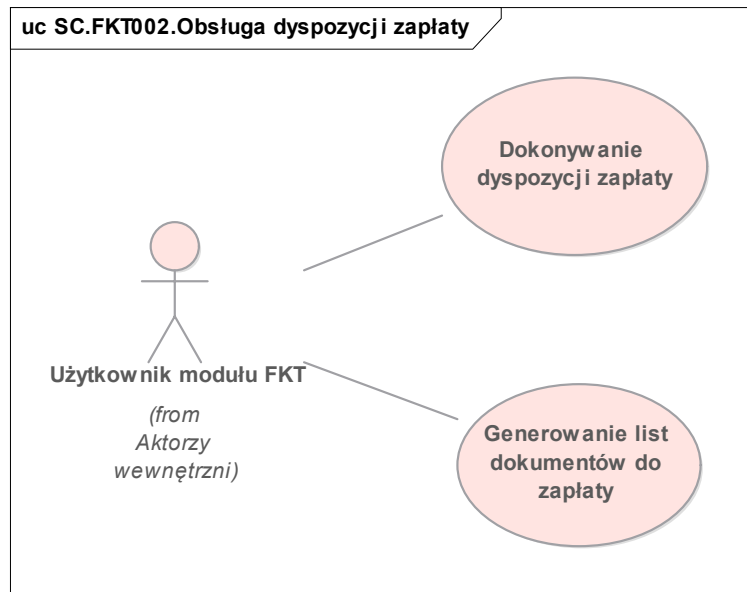 uc SC.FKT002.Obsługa dyspozycji zapłaty
Dokonywanie
dyspozycji zapłaty
Użytkownik modułu FKT
(from
Aktorzy
wewnętrzni)
Generowanie list
dokumentów do
zapłaty